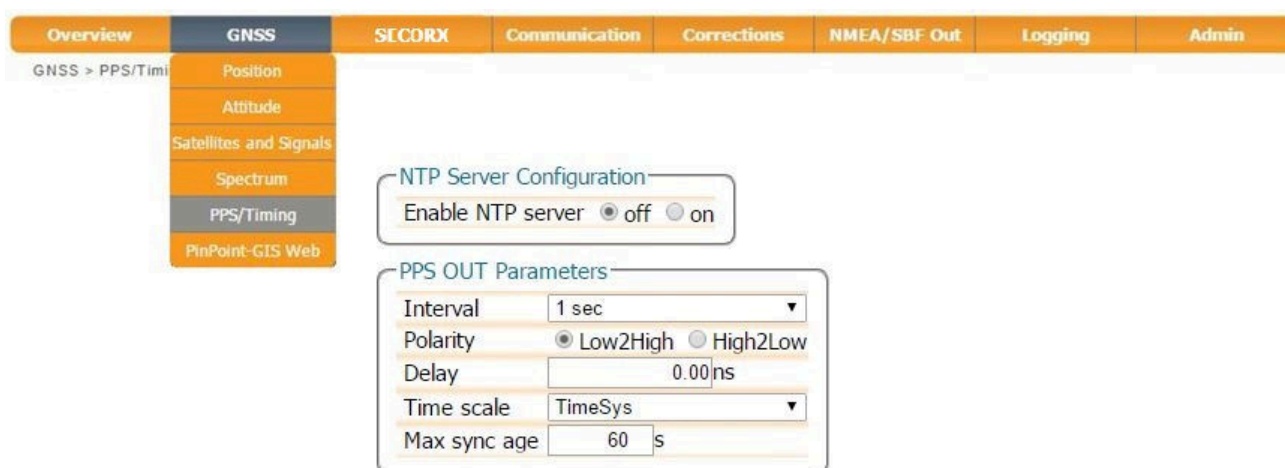 Overview GNSS SECORX Communication Corrections NMEA/SBF Out Logging Admin
GNSS > PPS/Timi
Position
Attitude
Satellites and Signals
Spectrum
PPS/Timing
PinPoint-GIS Web
NTP Server Configuration
Enable NTP server off on
PPS OUT Parameters
Interval 1 sec
Polarity Low2High High2Low
Delay 0.00 ns
Time scale TimeSys
Max sync age 60 s